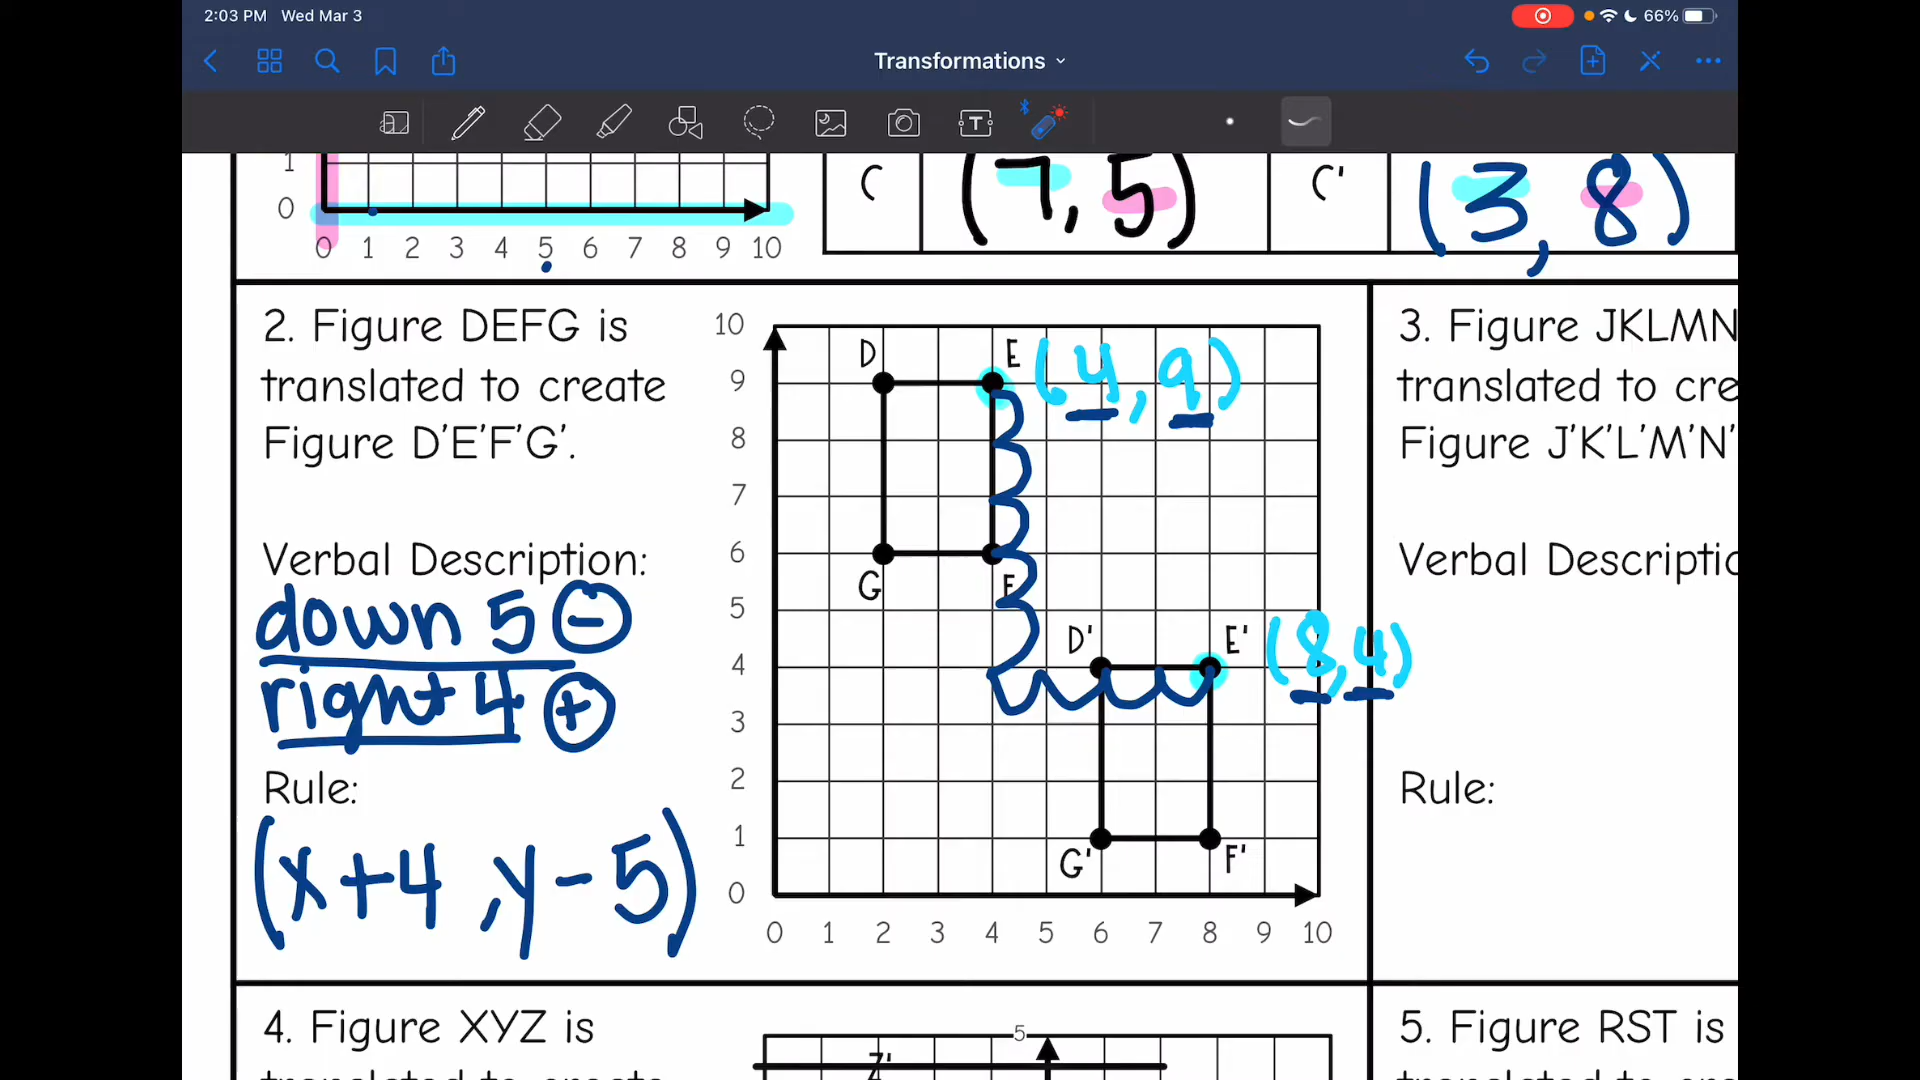 2:03 PM Wed Mar 3
66%
Transformations
T
1
0
0 1 2 3 4 5 6 7 8 9 10
C
(7, 5)
C'
(3, 8)
2. Figure DEFG is
translated to create
Figure D'E'F'G'.
Verbal Description:
down 5 −
right 4 +
Rule:
(x+4, y-5)
10
9
8
7
6
5
4
3
2
1
0
0 1 2 3 4 5 6 7 8 9 10
D
E (4, 9)
G
F
D'
E' (8, 4)
G'
F'
3. Figure JKLMN
translated to cre
Figure J'K'L'M'N'
Verbal Descriptio
Rule:
4. Figure XYZ is
translated to create
5
Z'
5. Figure RST is